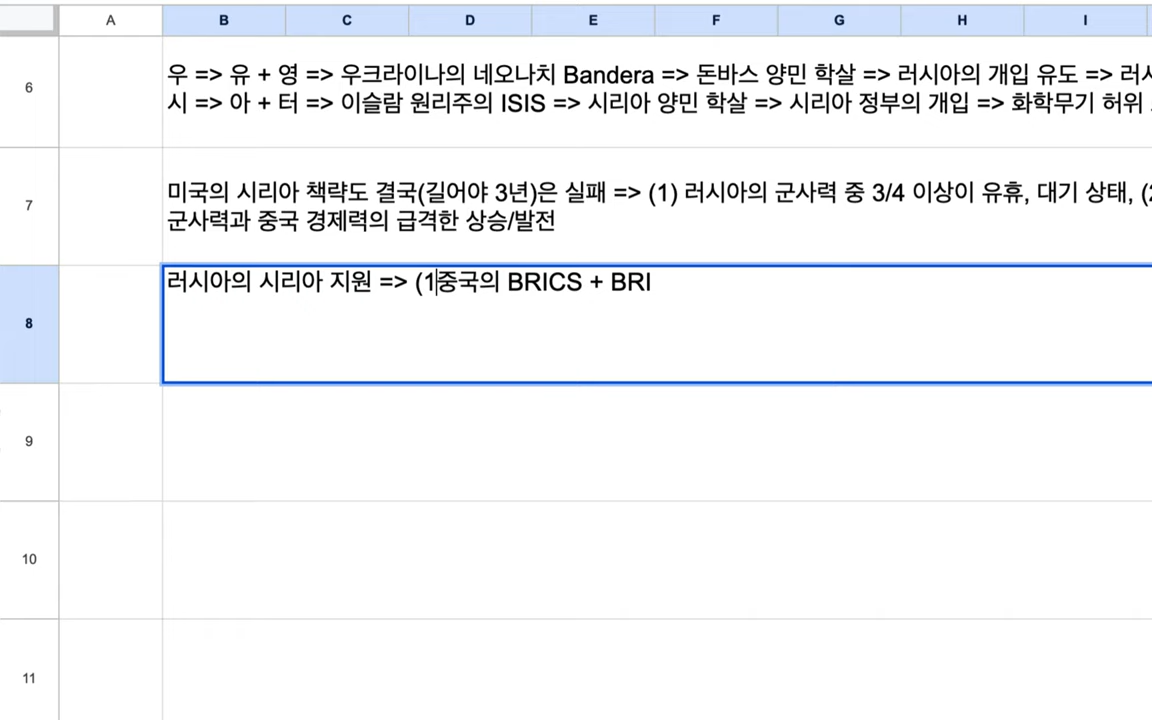 A B C D E F G H I
6
우 => 유 + 영 => 우크라이나의 네오나치 Bandera => 돈바스 양민 학살 => 러시아의 개입 유도 => 러시
시 => 아 + 터 => 이슬람 원리주의 ISIS => 시리아 양민 학살 => 시리아 정부의 개입 => 화학무기 허위
7
미국의 시리아 책략도 결국(길어야 3년)은 실패 => (1) 러시아의 군사력 중 3/4 이상이 유휴, 대기 상태, (2
군사력과 중국 경제력의 급격한 상승/발전
8
러시아의 시리아 지원 => (1중국의 BRICS + BRI
9
10
11